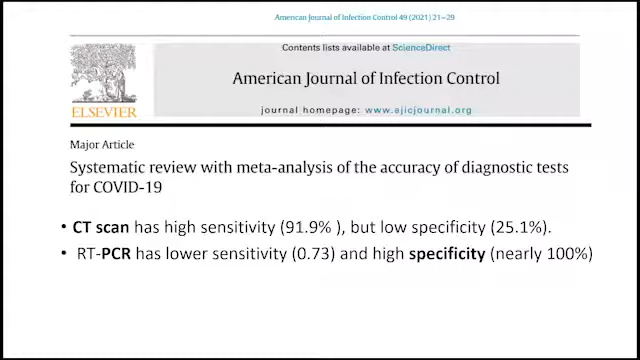 American Journal of Infection Control 49 (2021) 21−29
Contents lists available at ScienceDirect
American Journal of Infection Control
journal homepage: www.ajicjournal.org
ELSEVIER
Major Article
Systematic review with meta-analysis of the accuracy of diagnostic tests
for COVID-19
• CT scan has high sensitivity (91.9% ), but low specificity (25.1%).
• RT-PCR has lower sensitivity (0.73) and high specificity (nearly 100%)